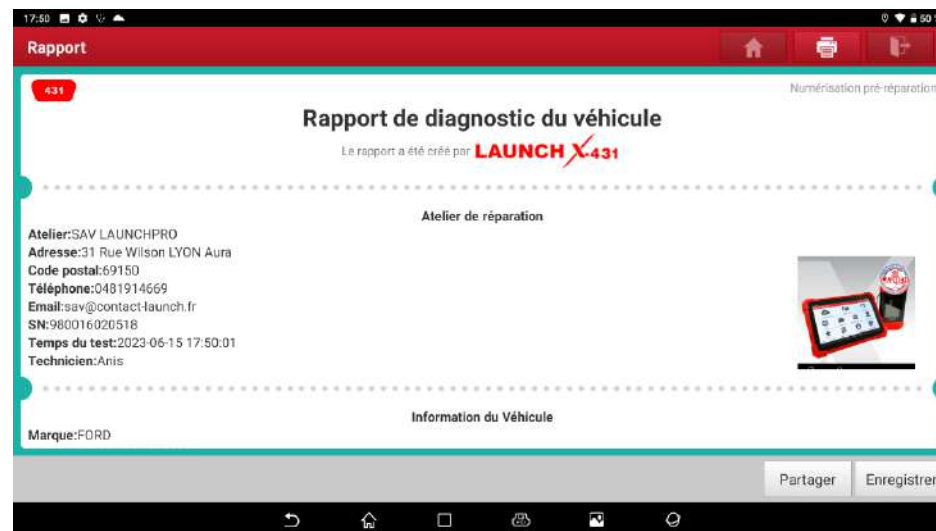 17:50
50
Rapport
431
Numérisation pré-réparation
Rapport de diagnostic du véhicule
Le rapport a été créé par LAUNCH X-431
Atelier de réparation
Atelier:SAV LAUNCHPRO
Adresse:31 Rue Wilson LYON Aura
Code postal:69150
Téléphone:0481914669
Email:sav@contact-launch.fr
SN:980016020518
Temps du test:2023-06-15 17:50:01
Technicien:Anis
Information du Véhicule
Marque:FORD
Partager
Enregistrer